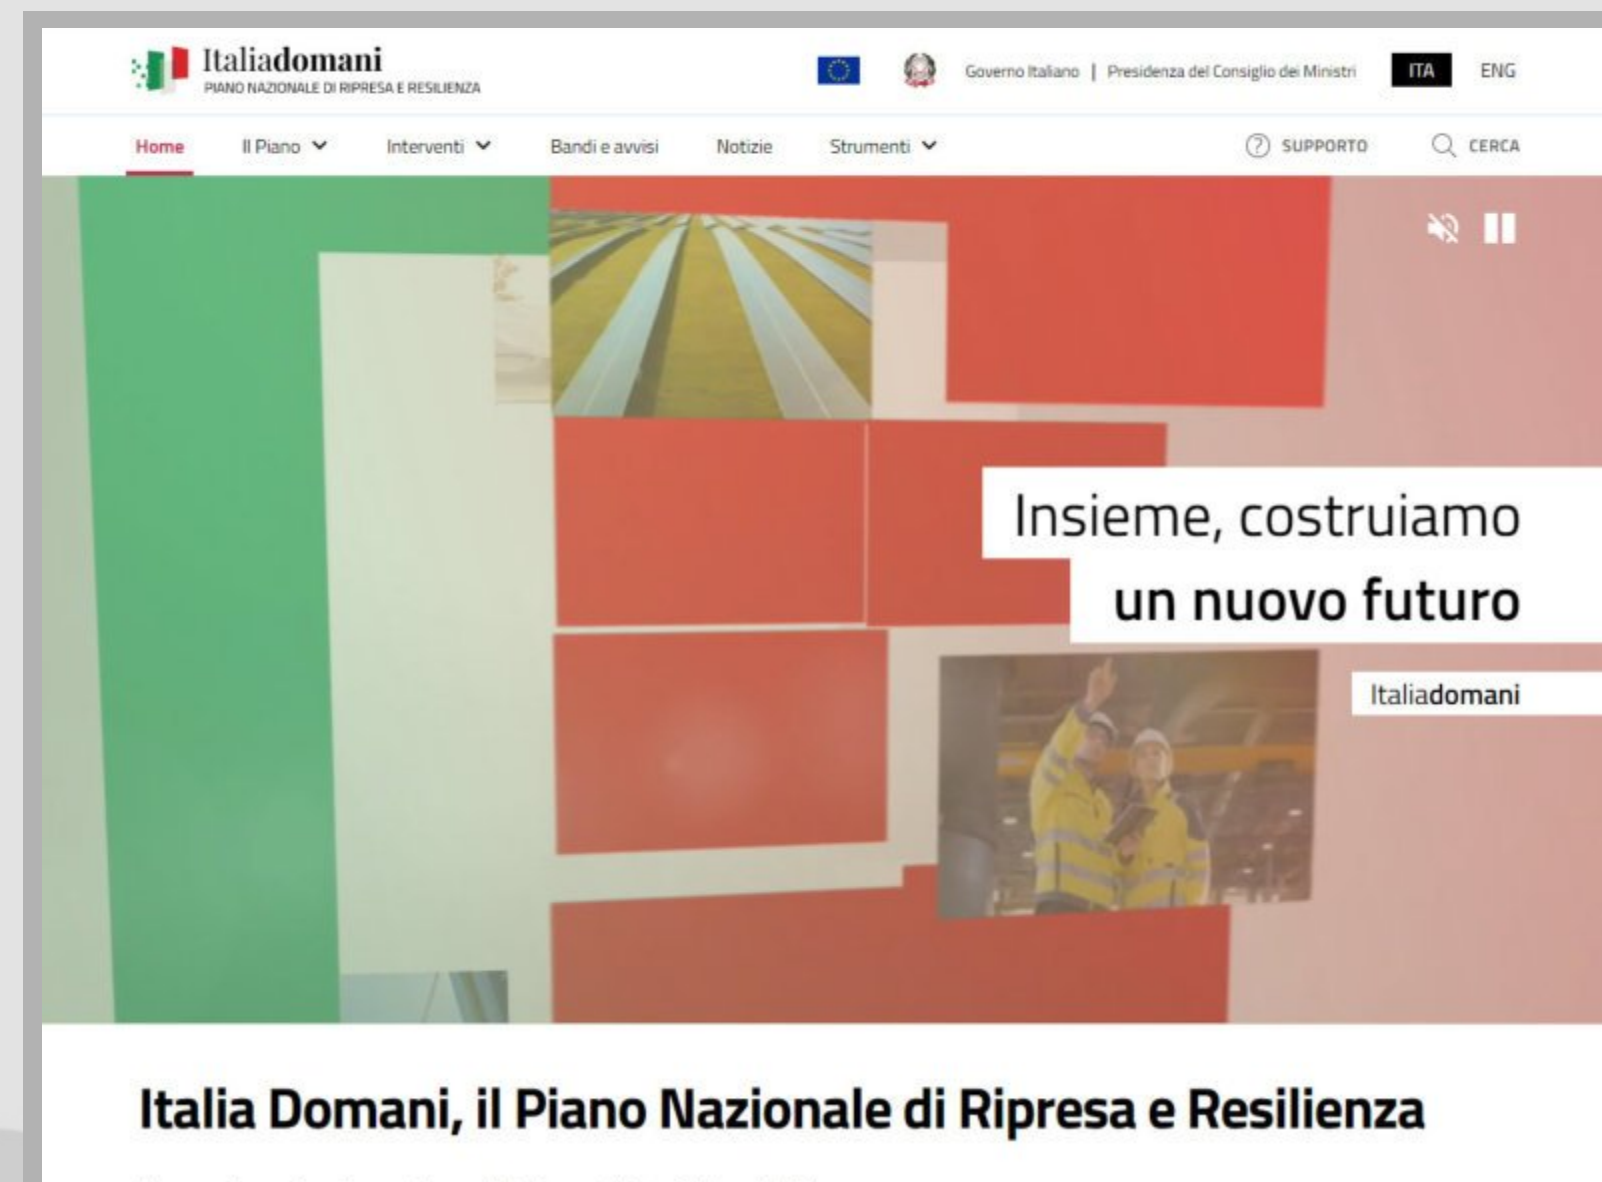 Italiadomani
PIANO NAZIONALE DI RIPRESA E RESILIENZA
Governo Italiano | Presidenza del Consiglio dei Ministri
ITA ENG
Home Il Piano Interventi Bandi e avvisi Notizie Strumenti
? SUPPORTO CERCA
Insieme, costruiamo
un nuovo futuro
Italiadomani
Italia Domani, il Piano Nazionale di Ripresa e Resilienza